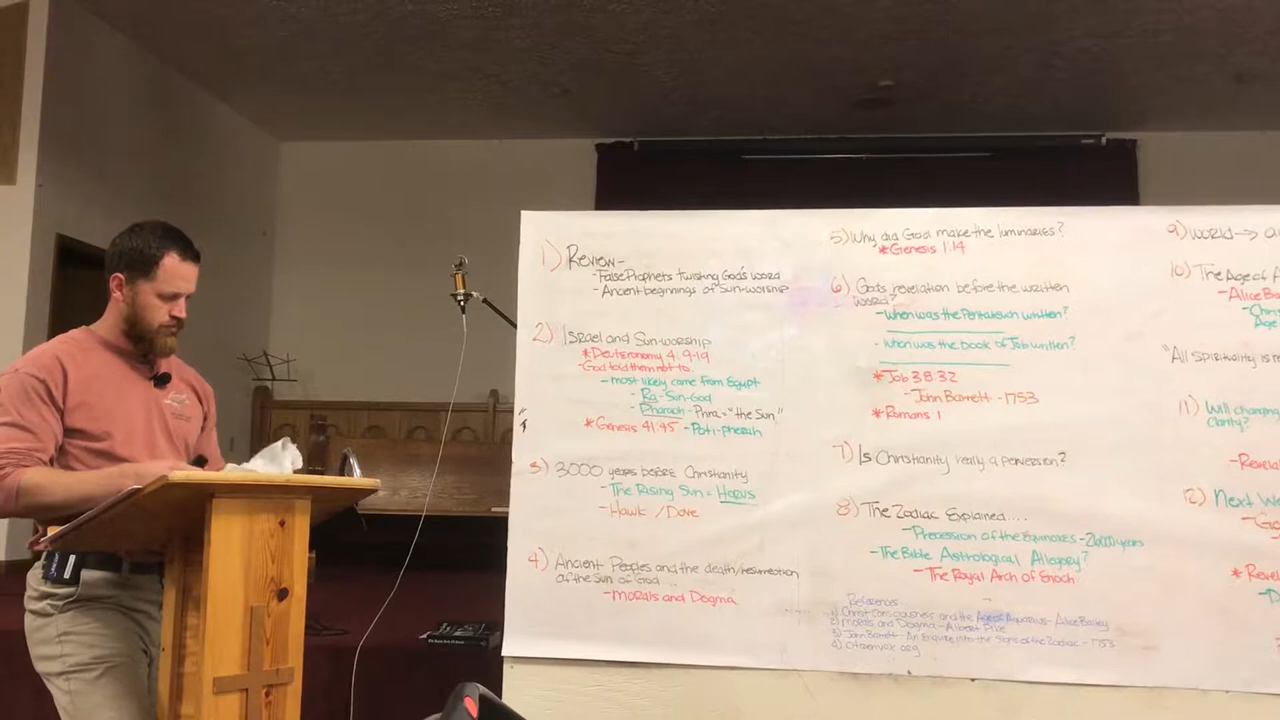 1) Review-
- False Prophets twisting God's word
- Ancient beginnings of Sun-worship
2) Israel and Sun worship
* Deuteronomy 4:9-19
- God told them not to..
- most likely came from Egypt
- Ra - Sun-God
- Pharaoh - Phra = "the Sun"
* Genesis 41:45 - Poti-pherah
3) 3000 years before Christianity
- The Rising Sun = Horus
- Hawk / Dove
4) Ancient Peoples and the death/resurrection
of the Sun of God...
- Morals and Dogma
5) Why did God make the luminaries?
* Genesis 1:14
6) God's revelation before the written
word?
- When was the Pentateuch written?
- When was the book of Job written?
* Job 38:32
- John Barrett - 1753
* Romans 1
7) Is Christianity really a perversion?
8) The Zodiac Explained....
- Precession of the Equinoxes - 26000 years
- The Bible Astrological Allegory?
- The Royal Arch of Enoch
References
1) Christ Consciousness and the Age of Aquarius - Alice Bailey
2) Morals and Dogma - Albert Pike
3) John Barrett - An Enquiry into the Signs of the Zodiac - 1753
9) World →
10) The Age of
- Alice
"All Spirituality is
11) Will
clarity?
12) Next